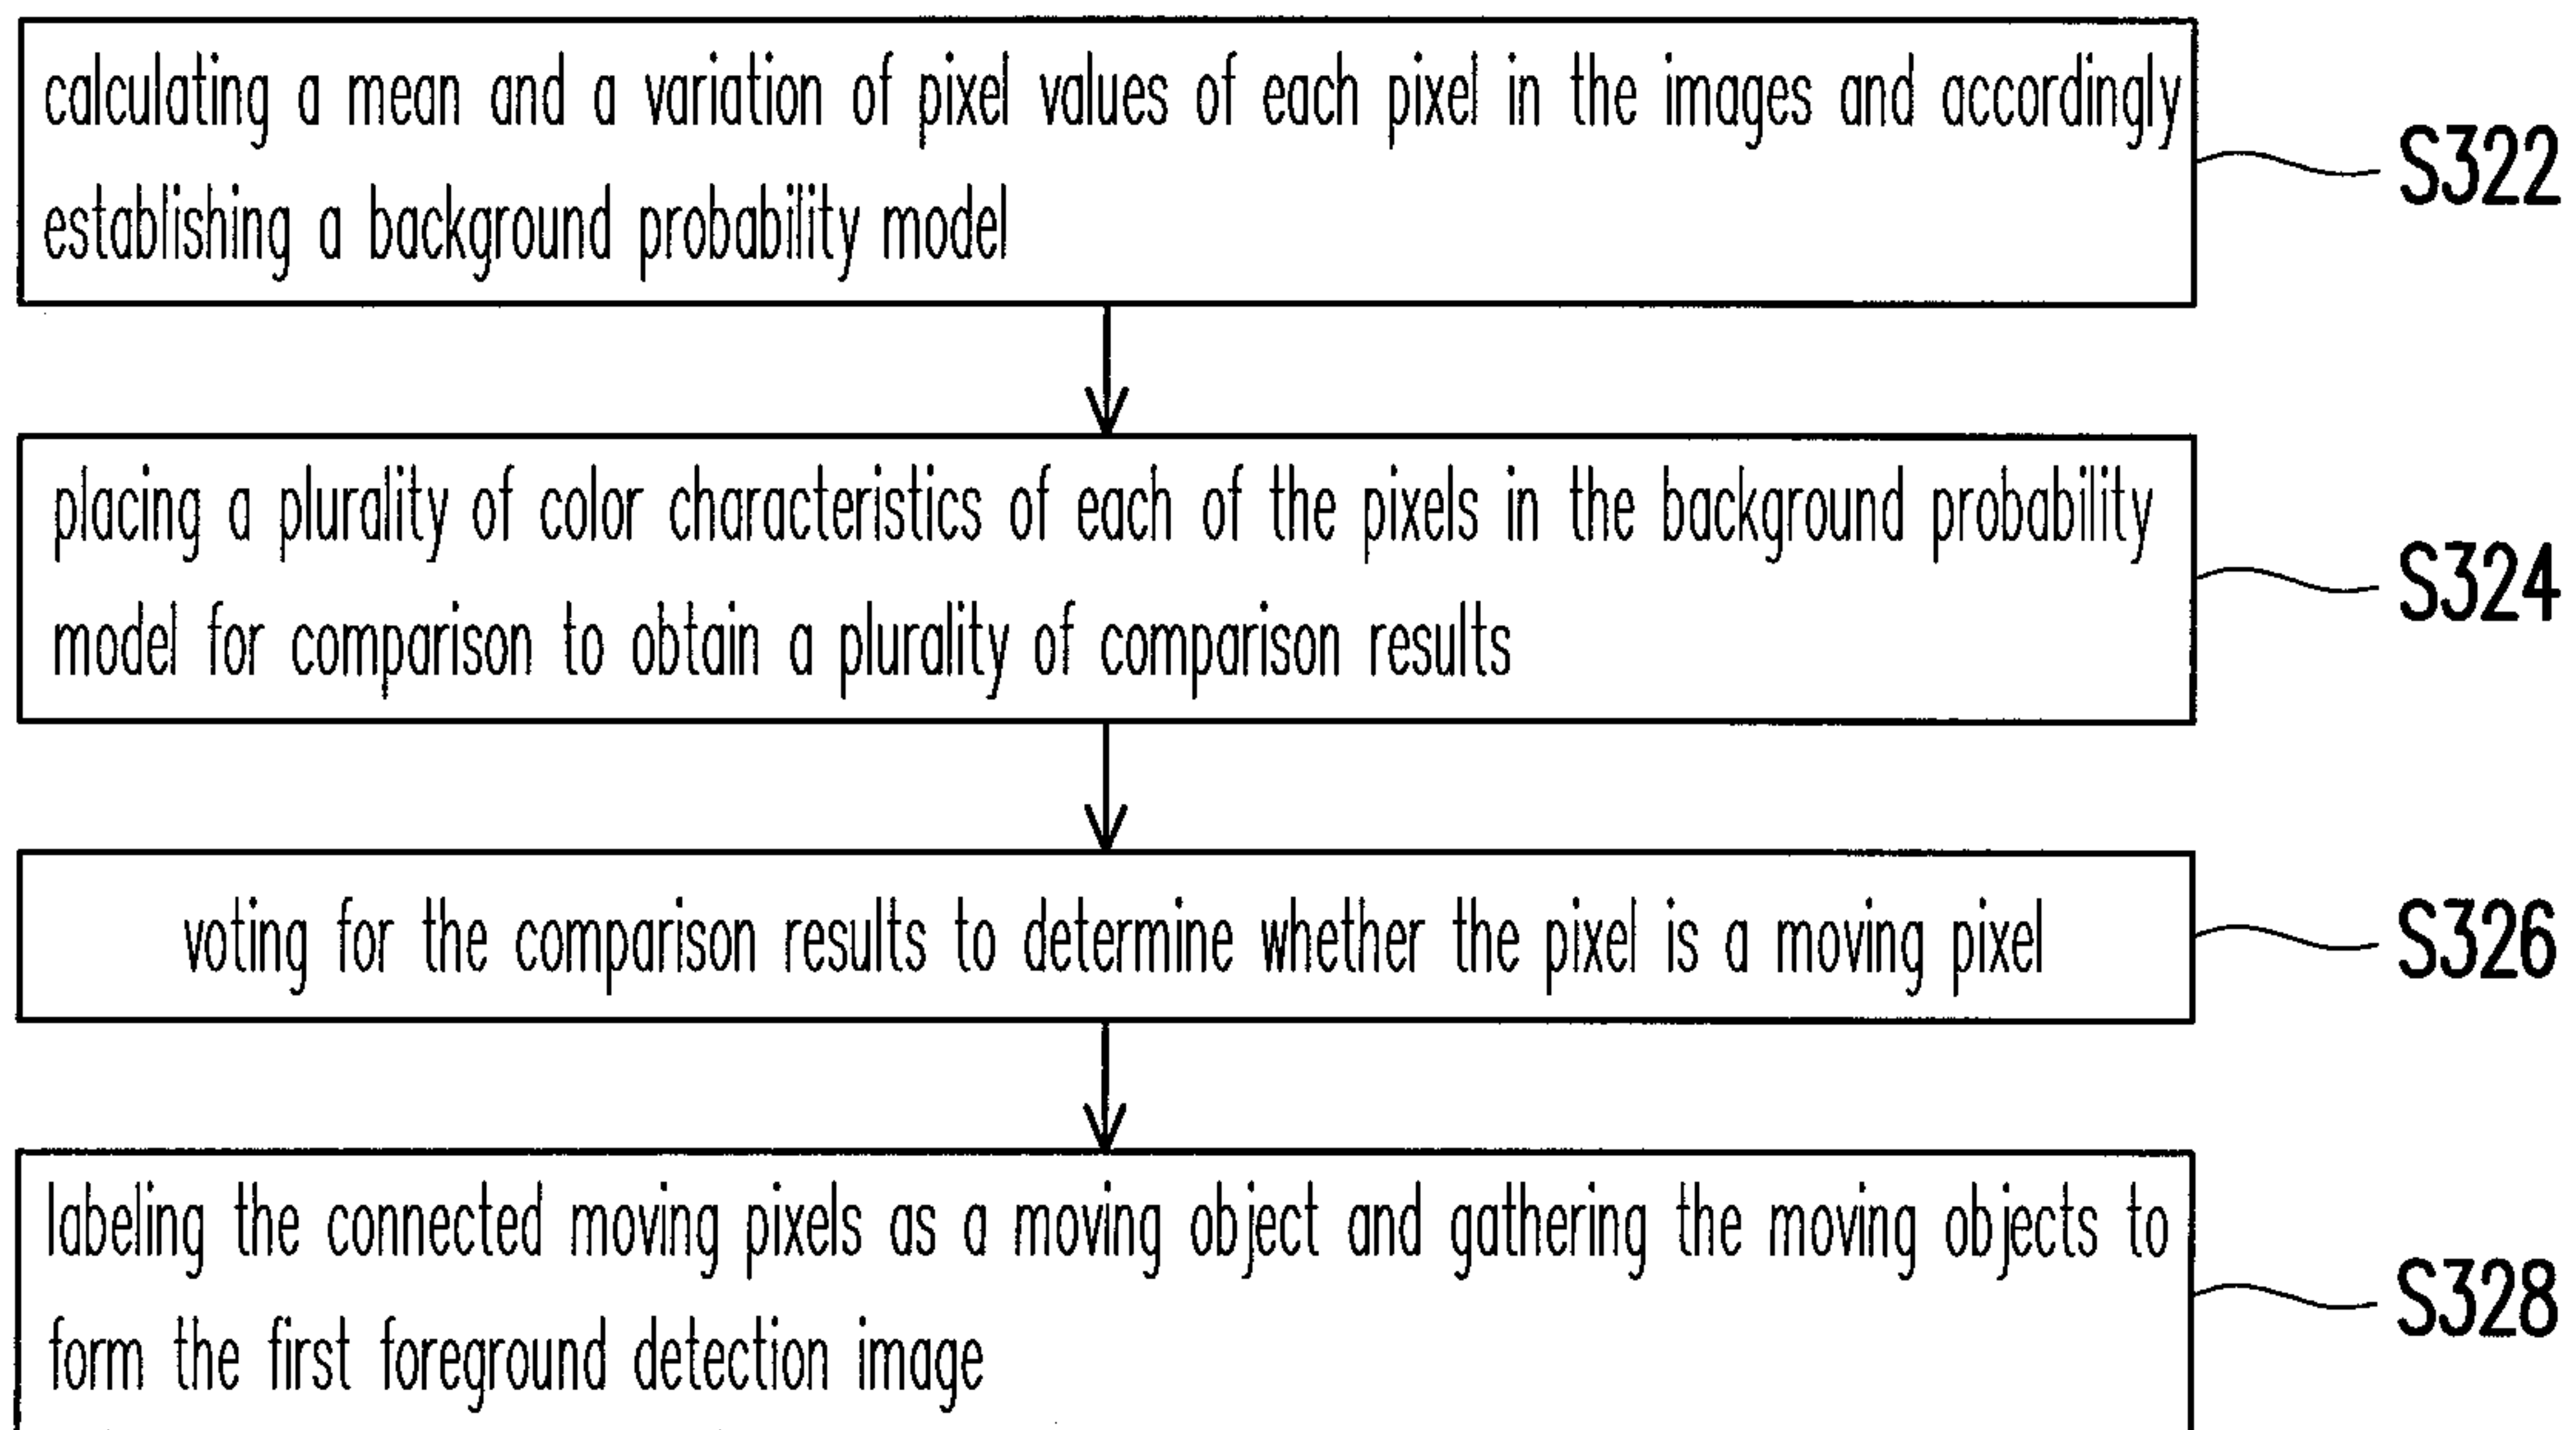 calculating a mean and a variation of pixel values of each pixel in the images and accordingly
establishing a background probability model
S322
placing a plurality of color characteristics of each of the pixels in the background probability
model for comparison to obtain a plurality of comparison results
S324
voting for the comparison results to determine whether the pixel is a moving pixel
S326
labeling the connected moving pixels as a moving object and gathering the moving objects to
form the first foreground detection image
S328